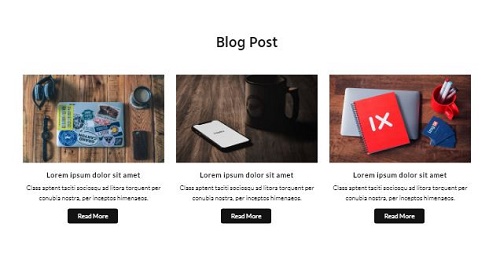 Blog Post
Lorem ipsum dolor sit amet
Class aptent taciti sociosqu ad litora torquent per
conubia nostra, per inceptos himenaeos.
Read More
Lorem ipsum dolor sit amet
Class aptent taciti sociosqu ad litora torquent per
conubia nostra, per inceptos himenaeos.
Read More
IX
Lorem ipsum dolor sit amet
Class aptent taciti sociosqu ad litora torquent per
conubia nostra, per inceptos himenaeos.
Read More